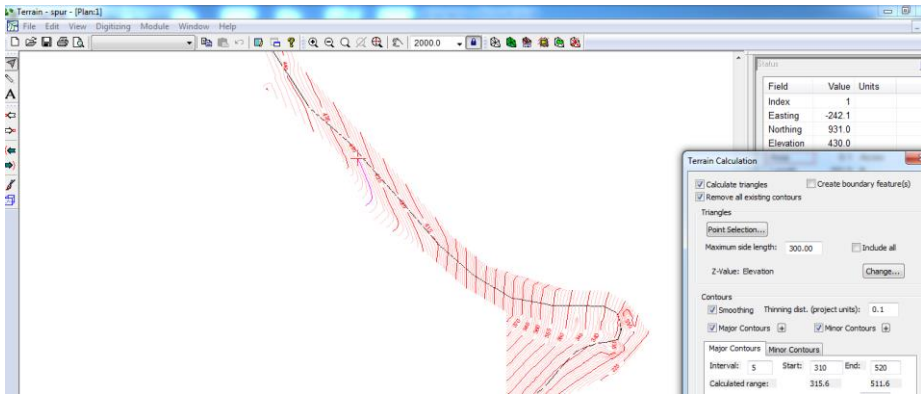 Terrain - spur - [Plan:1]
File Edit View Digitizing Module Window Help
2000.0
A
Status
Field Value Units
Index 1
Easting -242.1
Northing 931.0
Elevation 430.0
Terrain Calculation
Calculate triangles Create boundary feature(s)
Remove all existing contours
Triangles
Point Selection...
Maximum side length: 300.00 Include all
Z-Value: Elevation Change...
Contours
Smoothing Thinning dist. (project units): 0.1
Major Contours + Minor Contours +
Major Contours Minor Contours
Interval: 5 Start: 310 End: 520
Calculated range: 315.6 511.6